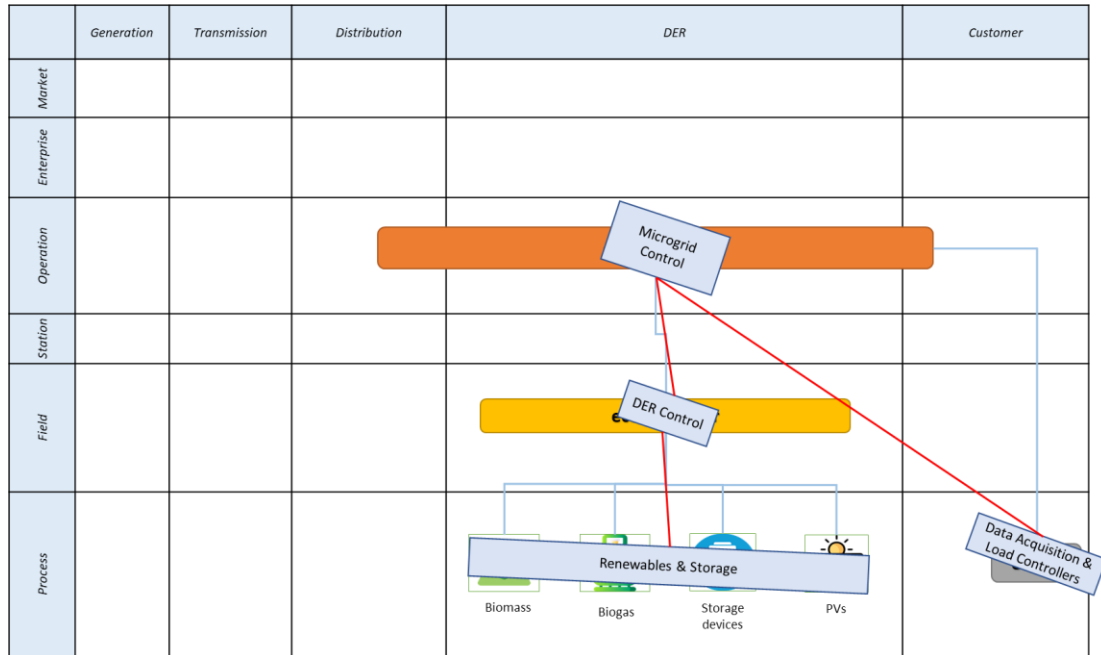 Generation
Transmission
Distribution
DER
Customer
Market
Enterprise
Operation
Microgrid
Control
Station
Field
DER Control
Process
Renewables & Storage
Data Acquisition &
Load Controllers
Biomass
Biogas
Storage
devices
PVs